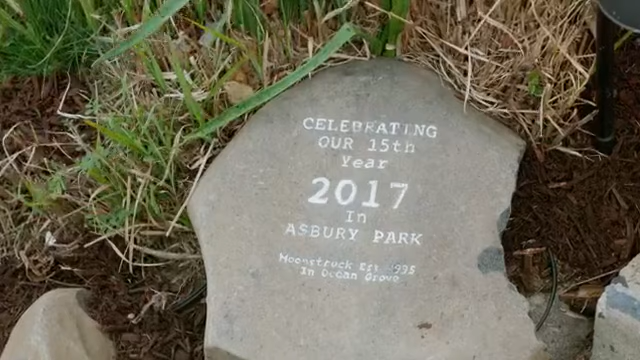 CELEBRATING
OUR 15th
Year
2017
In
ASBURY PARK
Moonstruck Est 1995
In Ocean Grove